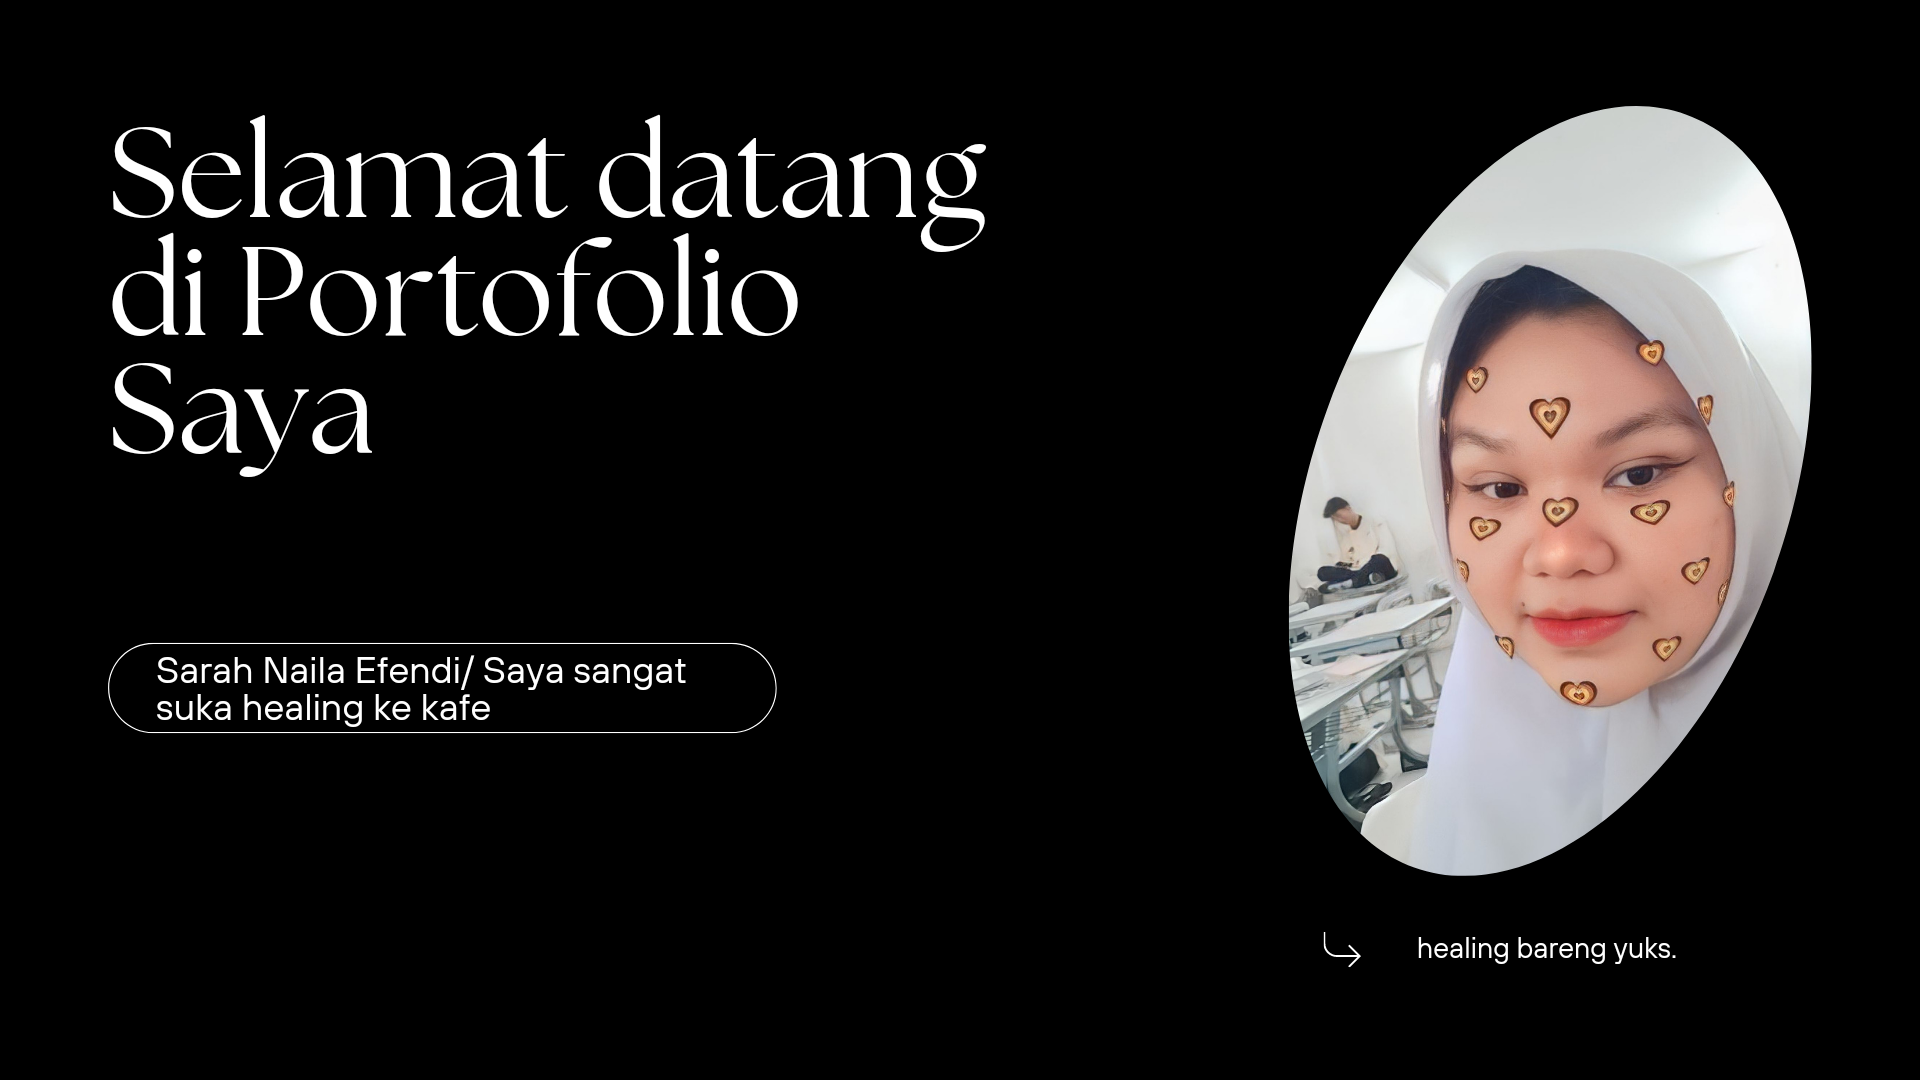 Selamat datang
di Portofolio
Saya
Sarah Naila Efendi/ Saya sangat
suka healing ke kafe
healing bareng yuks.